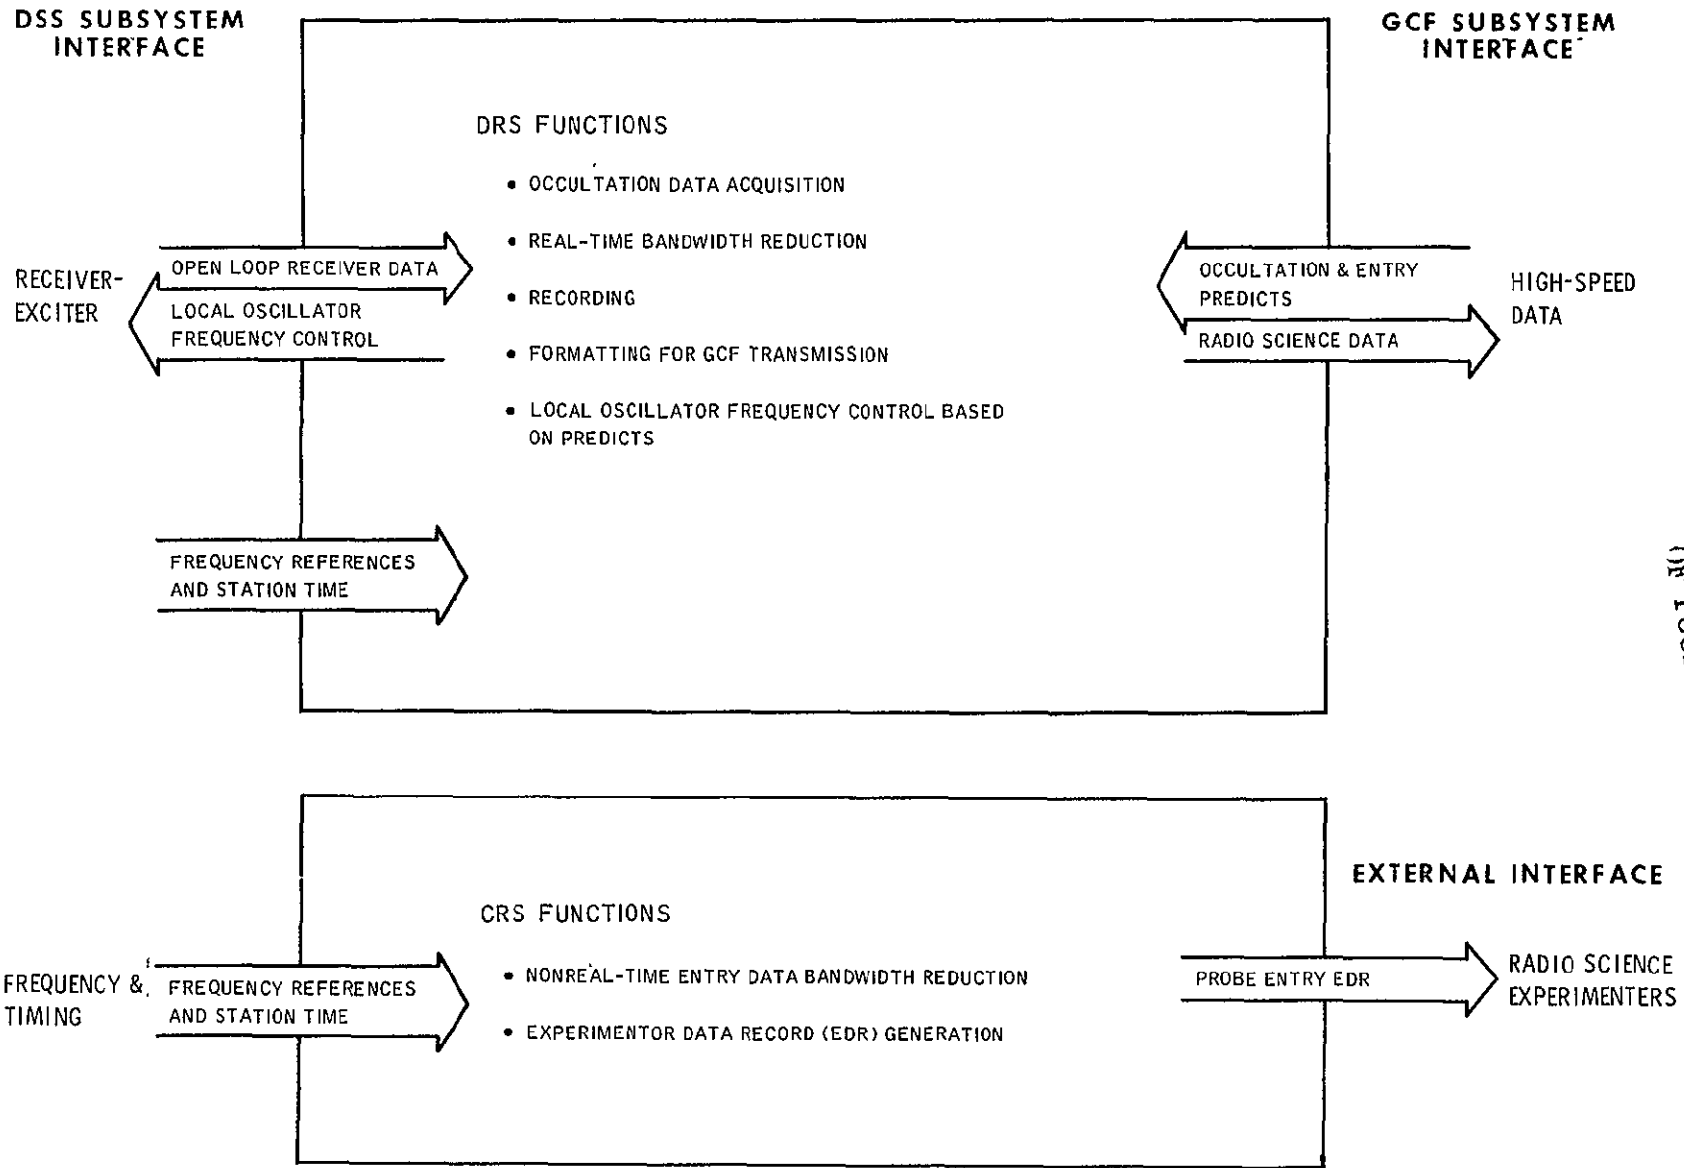 DSS SUBSYSTEM
INTERFACE
GCF SUBSYSTEM
INTERFACE
DRS FUNCTIONS
• OCCULTATION DATA ACQUISITION
• REAL-TIME BANDWIDTH REDUCTION
• RECORDING
• FORMATTING FOR GCF TRANSMISSION
• LOCAL OSCILLATOR FREQUENCY CONTROL BASED
ON PREDICTS
RECEIVER-
EXCITER
OPEN LOOP RECEIVER DATA
LOCAL OSCILLATOR
FREQUENCY CONTROL
OCCULTATION & ENTRY
PREDICTS
RADIO SCIENCE DATA
HIGH-SPEED
DATA
FREQUENCY REFERENCES
AND STATION TIME
EXTERNAL INTERFACE
CRS FUNCTIONS
• NONREAL-TIME ENTRY DATA BANDWIDTH REDUCTION
• EXPERIMENTOR DATA RECORD (EDR) GENERATION
FREQUENCY &
TIMING
FREQUENCY REFERENCES
AND STATION TIME
PROBE ENTRY EDR
RADIO SCIENCE
EXPERIMENTERS